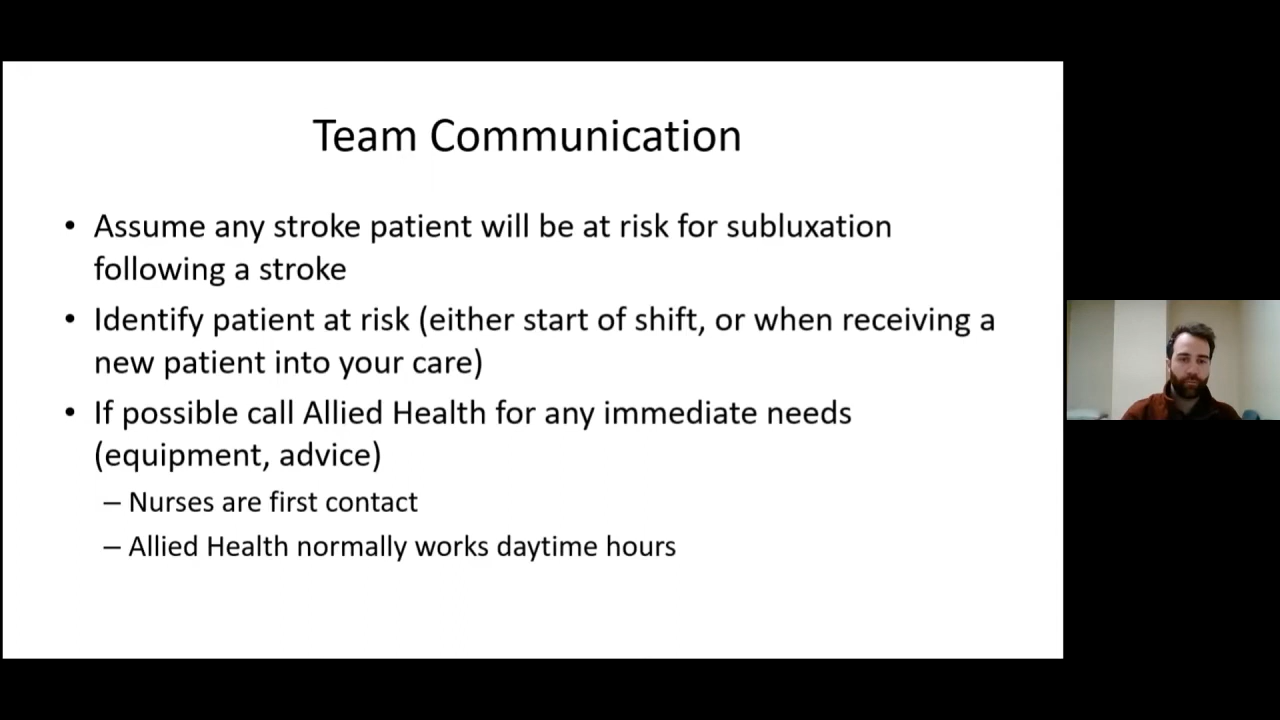 Team Communication
• Assume any stroke patient will be at risk for subluxation
following a stroke
• Identify patient at risk (either start of shift, or when receiving a
new patient into your care)
• If possible call Allied Health for any immediate needs
(equipment, advice)
– Nurses are first contact
– Allied Health normally works daytime hours